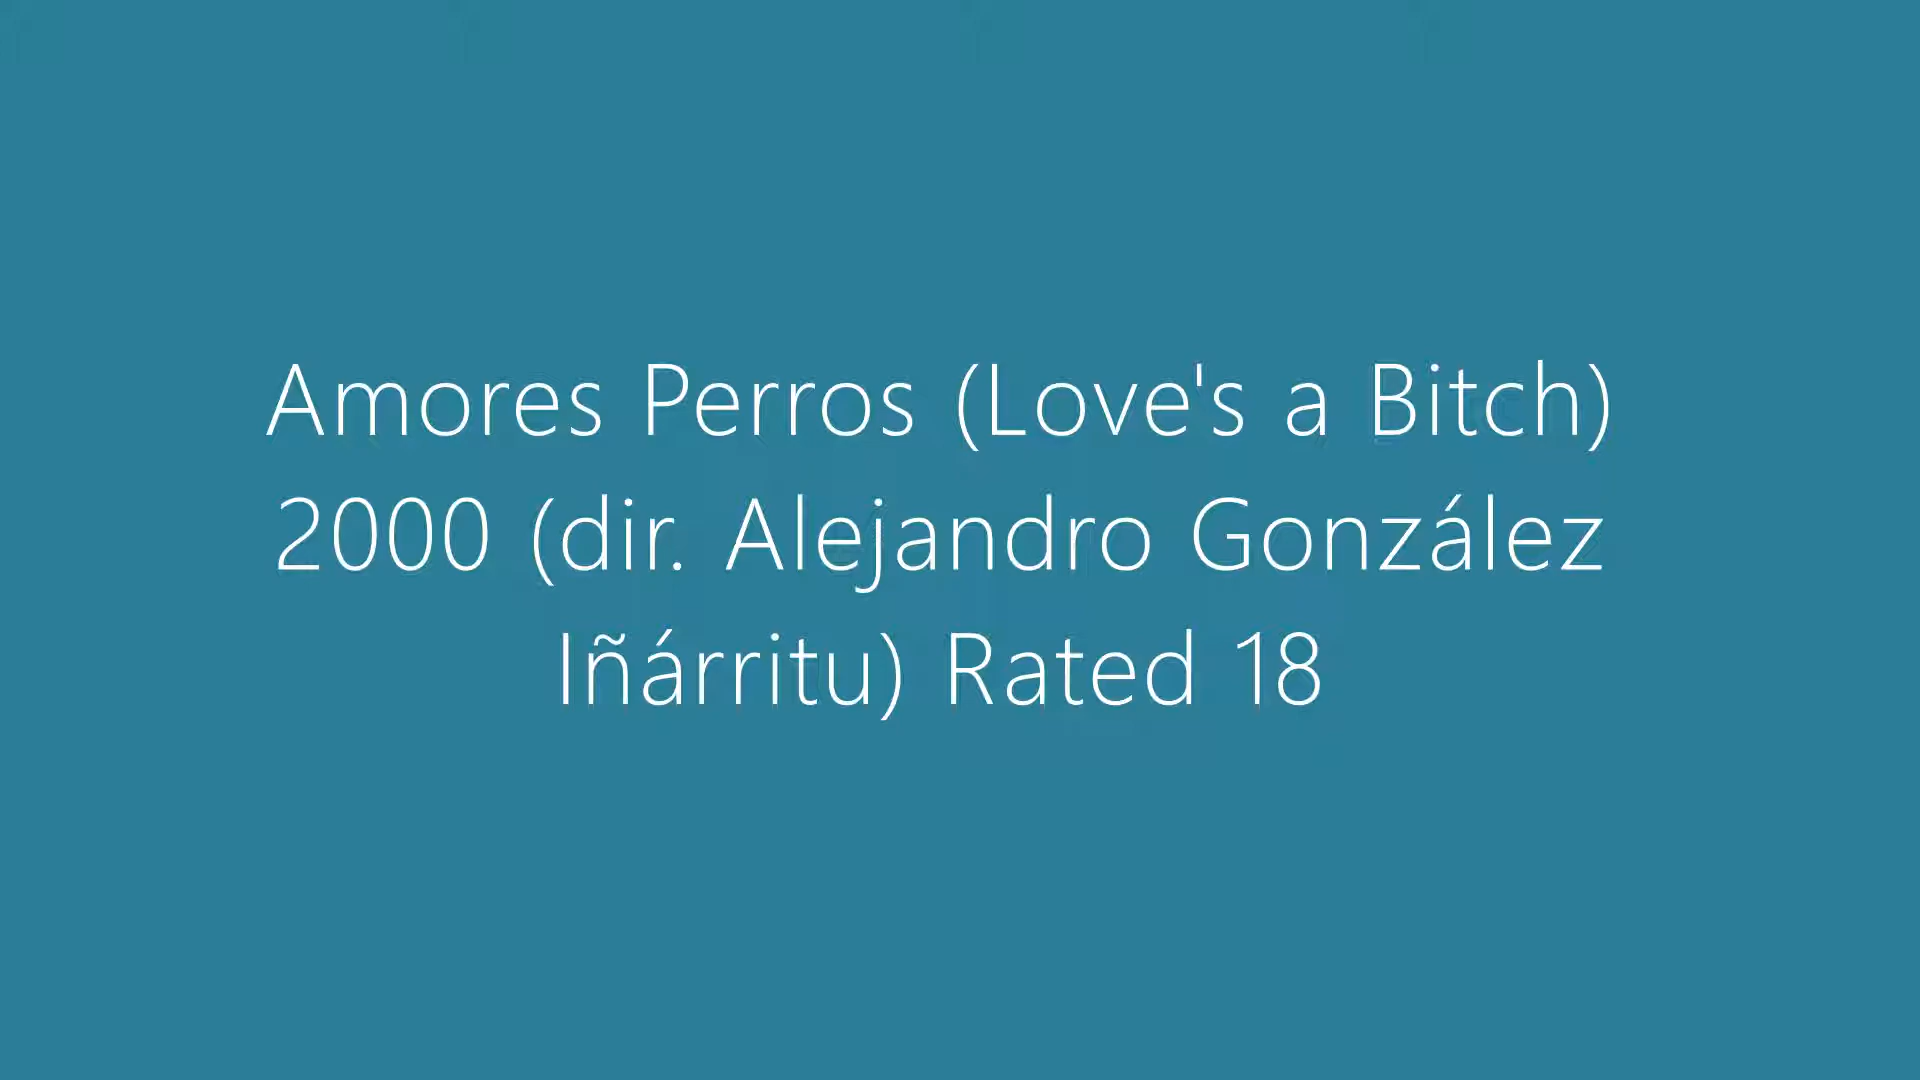 Amores Perros (Love's a Bitch)
2000 (dir. Alejandro González
Iñárritu) Rated 18